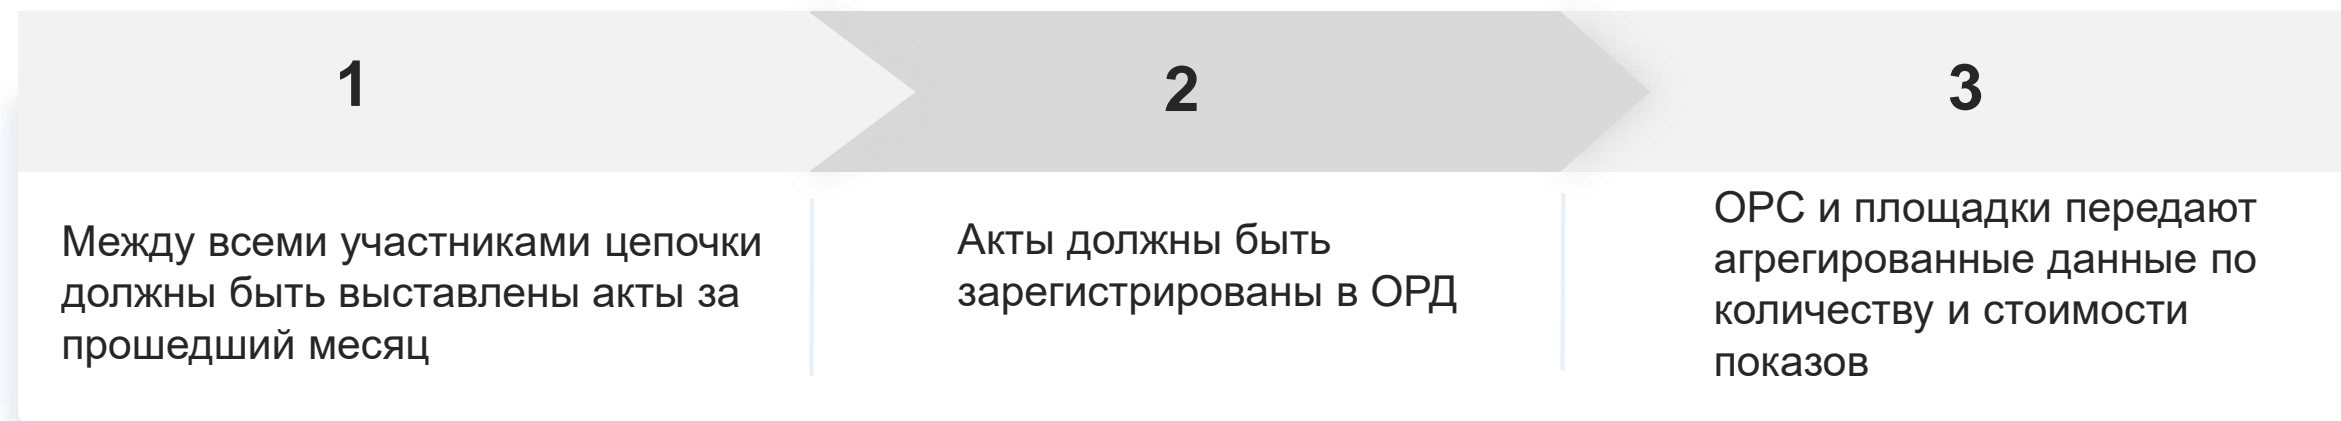 1
2
3
Между всеми участниками цепочки
должны быть выставлены акты за
прошедший месяц
Акты должны быть
зарегистрированы в ОРД
ОРС и площадки передают
агрегированные данные по
количеству и стоимости
показов